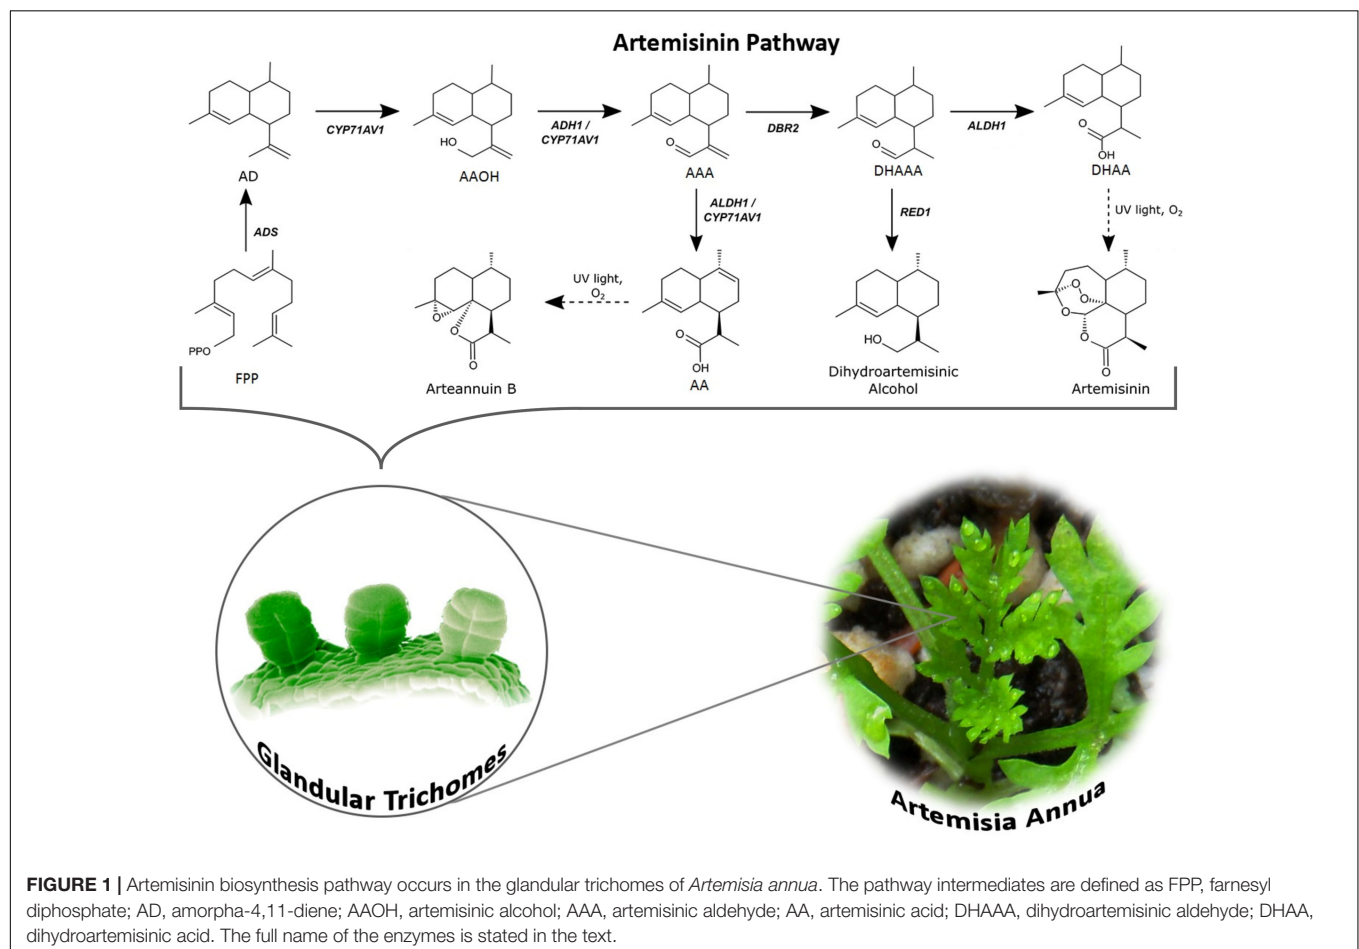 Artemisinin Pathway
CYP71AV1
ADH1 /
CYP71AV1
DBR2
ALDH1
HO
O
O
O
OH
AD
AAOH
AAA
DHAAA
DHAA
ADS
ALDH1 /
CYP71AV1
RED1
UV light, O₂
PPO
FPP
O
O
O
Arteannuin B
UV light,
O₂
O
OH
AA
HO
Dihydroartemisinic
Alcohol
O
O
O
O
O
Artemisinin
Glandular Trichomes
Artemisia Annua
FIGURE 1 | Artemisinin biosynthesis pathway occurs in the glandular trichomes of Artemisia annua. The pathway intermediates are defined as FPP, farnesyl
diphosphate; AD, amorpha-4,11-diene; AAOH, artemisinic alcohol; AAA, artemisinic aldehyde; AA, artemisinic acid; DHAAA, dihydroartemisinic aldehyde; DHAA,
dihydroartemisinic acid. The full name of the enzymes is stated in the text.